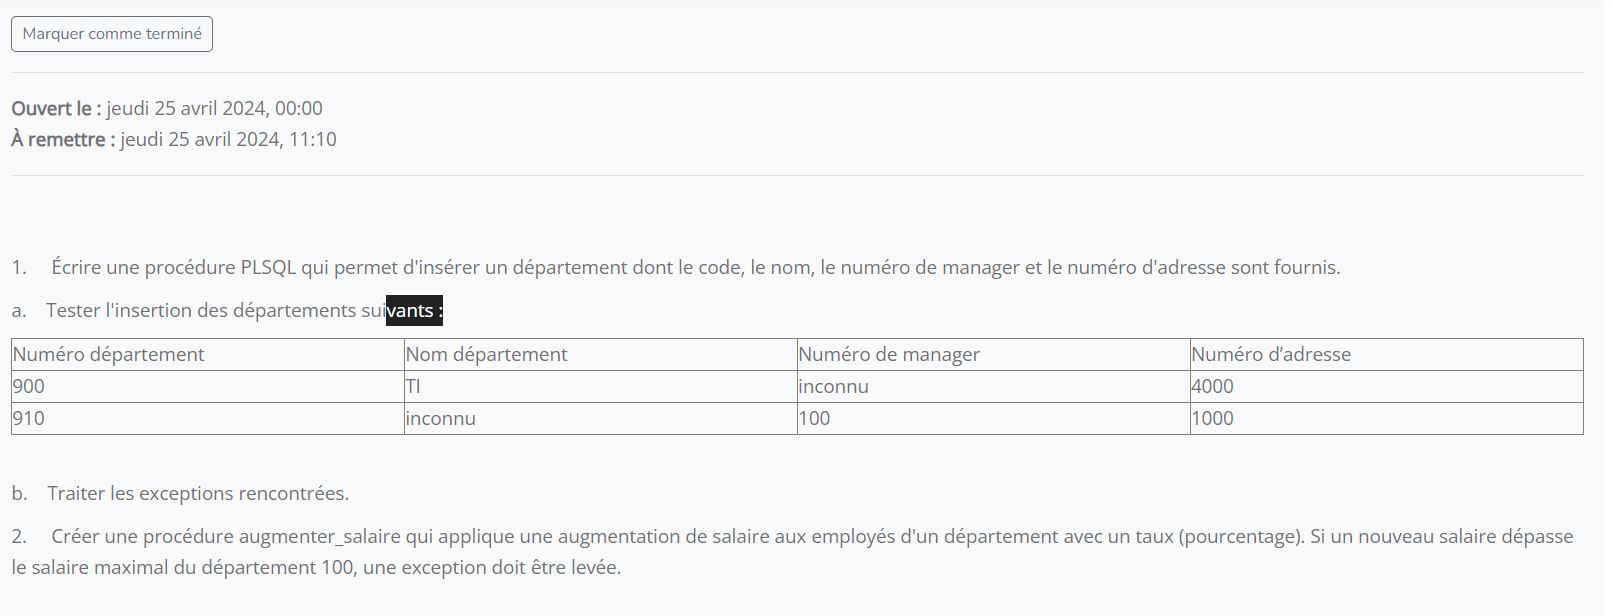 Marquer comme terminé
Ouvert le : jeudi 25 avril 2024, 00:00
À remettre : jeudi 25 avril 2024, 11:10
1. Écrire une procédure PLSQL qui permet d'insérer un département dont le code, le nom, le numéro de manager et le numéro d'adresse sont fournis.
a. Tester l'insertion des départements suivants :
Numéro département Nom département Numéro de manager Numéro d’adresse
900 TI inconnu 4000
910 inconnu 100 1000
b. Traiter les exceptions rencontrées.
2. Créer une procédure augmenter_salaire qui applique une augmentation de salaire aux employés d'un département avec un taux (pourcentage). Si un nouveau salaire dépasse
le salaire maximal du département 100, une exception doit être levée.